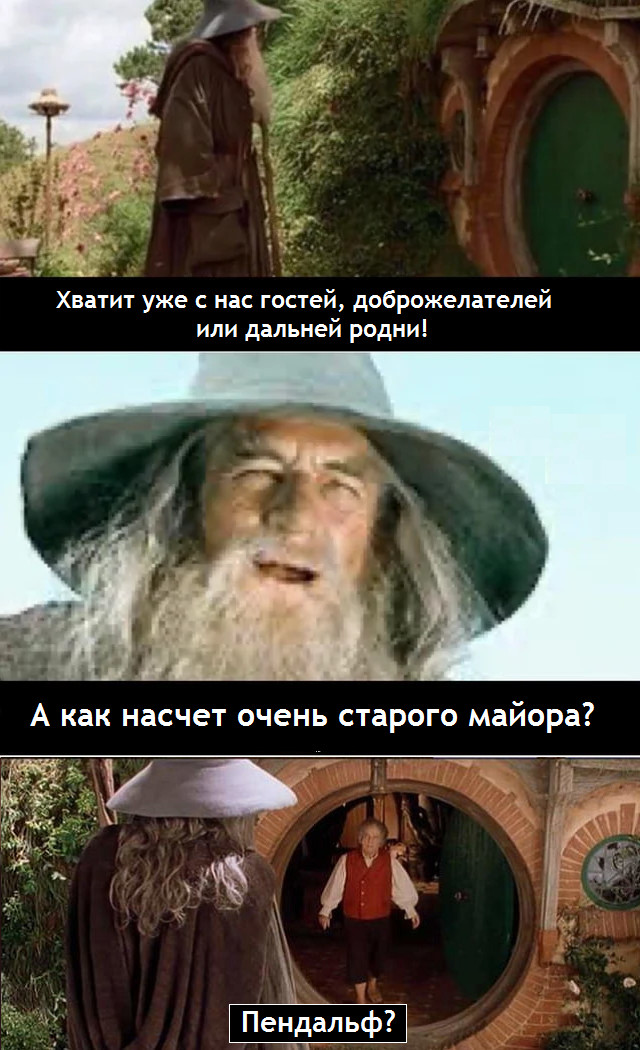 Хватит уже с нас гостей, доброжелателей
или дальней родни!
А как насчет очень старого майора?
Пендальф?